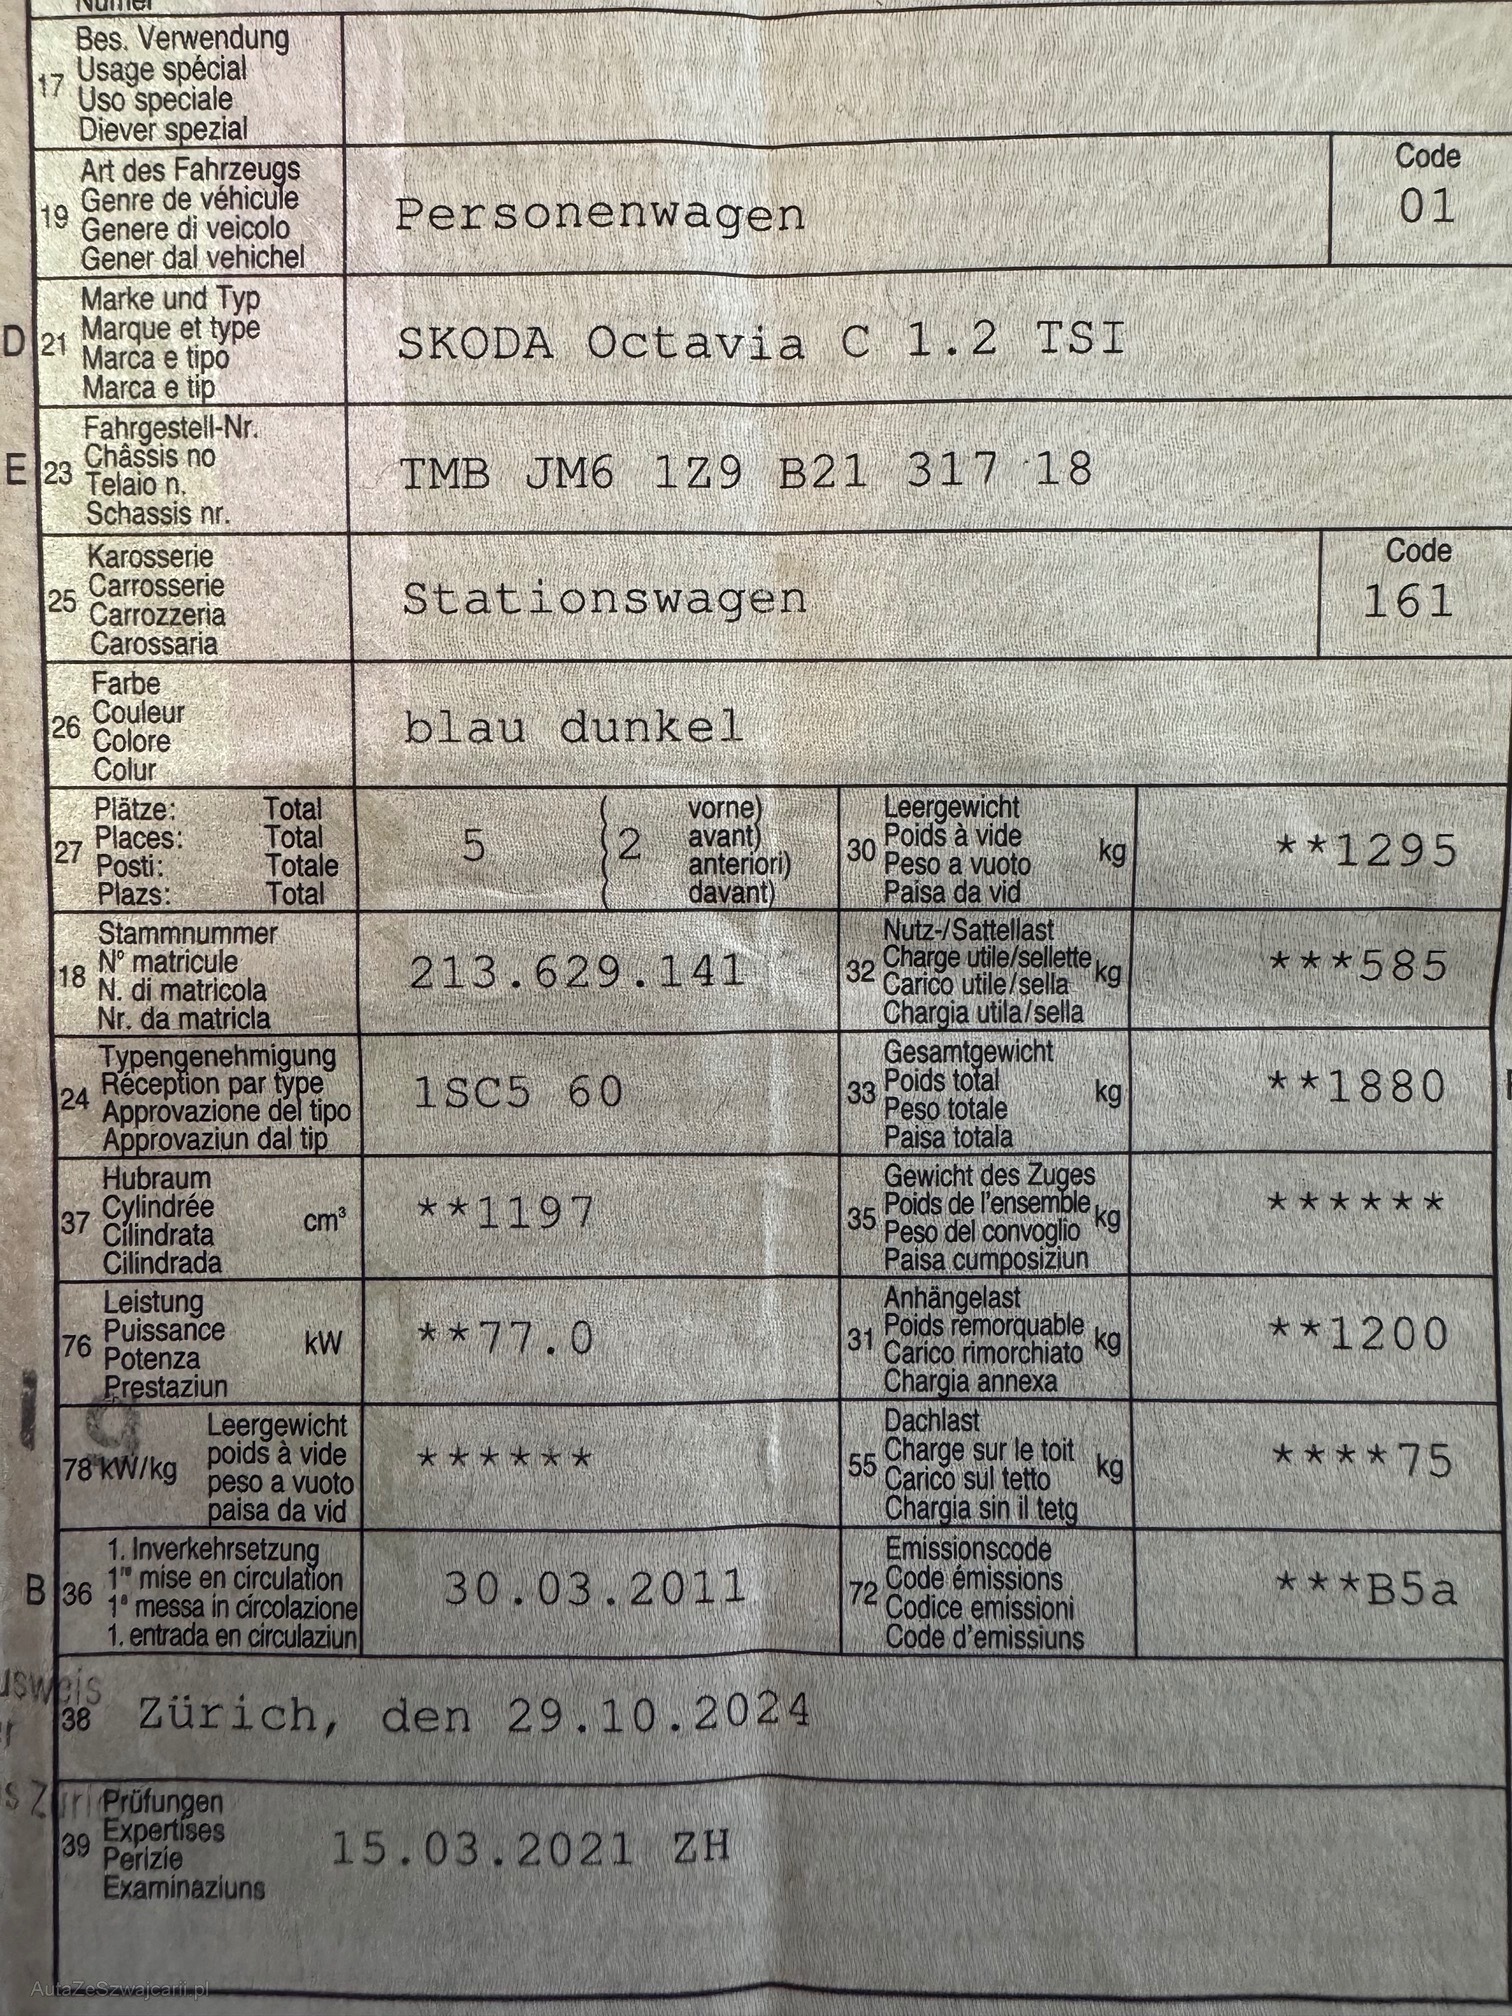 Numer
17 Bes. Verwendung
Usage spécial
Uso speciale
Diever spezial
19 Art des Fahrzeugs
Genre de véhicule
Genere di veicolo
Gener dal vehichel
Personenwagen
Code
01
D 21 Marke und Typ
Marque et type
Marca e tipo
Marca e tip
SKODA Octavia C 1.2 TSI
E 23 Fahrgestell-Nr.
Châssis no
Telaio n.
Schassis nr.
TMB JM6 1Z9 B21 317 18
25 Karosserie
Carrosserie
Carrozzeria
Carossaria
Stationswagen
Code
161
26 Farbe
Couleur
Colore
Colur
blau dunkel
27 Plätze: Total
Places: Total
Posti: Totale
Plazs: Total
5 (2 vorne)
avant)
anteriori)
davant)
30 Leergewicht
Poids à vide
Peso a vuoto
Paisa da vid
kg
**1295
18 Stammnummer
N° matricule
N. di matricola
Nr. da matricla
213.629.141
32 Nutz-/Sattellast
Charge utile/sellette
Carico utile/sella
Chargia utila/sella
kg
***585
24 Typengenehmigung
Réception par type
Approvazione del tipo
Approvaziun dal tip
1SC5 60
33 Gesamtgewicht
Poids total
Peso totale
Paisa totala
kg
**1880
37 Hubraum
Cylindrée
Cilindrata
Cilindrada
cm³
**1197
35 Gewicht des Zuges
Poids de l'ensemble
Peso del convoglio
Paisa cumposiziun
kg
******
76 Leistung
Puissance
Potenza
Prestaziun
kW
**77.0
31 Anhängelast
Poids remorquable
Carico rimorchiato
Chargia annexa
kg
**1200
78 kW/kg
Leergewicht
poids à vide
peso a vuoto
paisa da vid
******
55 Dachlast
Charge sur le toit
Carico sul tetto
Chargia sin il tetg
kg
****75
B 36 1. Inverkehrsetzung
1re mise en circulation
1a messa in circolazione
1. entrada en circulaziun
30.03.2011
72 Emissionscode
Code émissions
Codice emissioni
Code d'emissiuns
***B5a
38 Zürich, den 29.10.2024
39 Prüfungen
Expertises
Perizie
Examinaziuns
15.03.2021 ZH
AutaZeSzwajcarii.pl